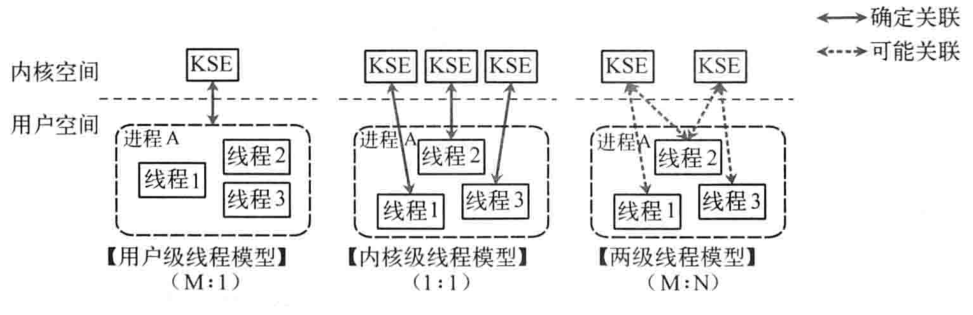 确定关联
可能关联
内核空间
用户空间
KSE
进程A
线程1
线程2
线程3
【用户级线程模型】
(M:1)
KSE KSE KSE
进程A
线程2
线程1
线程3
【内核级线程模型】
(1:1)
KSE KSE
进程A
线程2
线程1
线程3
【两级线程模型】
(M:N)